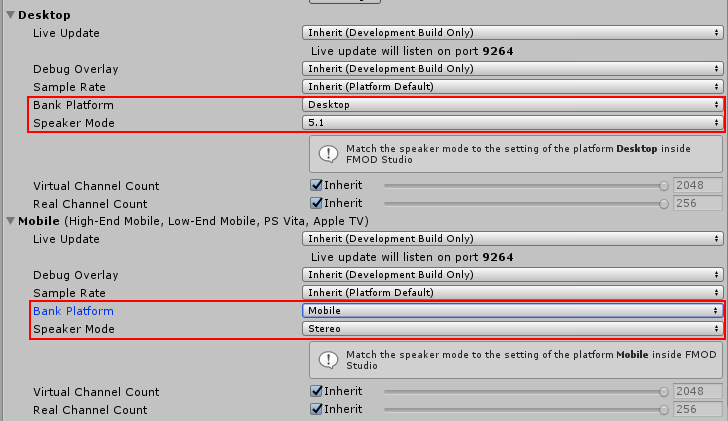 Desktop
Live Update Inherit (Development Build Only)
Live update will listen on port 9264
Debug Overlay Inherit (Development Build Only)
Sample Rate Inherit (Platform Default)
Bank Platform Desktop
Speaker Mode 5.1
Match the speaker mode to the setting of the platform Desktop inside
FMOD Studio
Virtual Channel Count Inherit 2048
Real Channel Count Inherit 256
Mobile (High-End Mobile, Low-End Mobile, PS Vita, Apple TV)
Live Update Inherit (Development Build Only)
Live update will listen on port 9264
Debug Overlay Inherit (Development Build Only)
Sample Rate Inherit (Platform Default)
Bank Platform Mobile
Speaker Mode Stereo
Match the speaker mode to the setting of the platform Mobile inside FMOD
Studio
Virtual Channel Count Inherit 2048
Real Channel Count Inherit 256